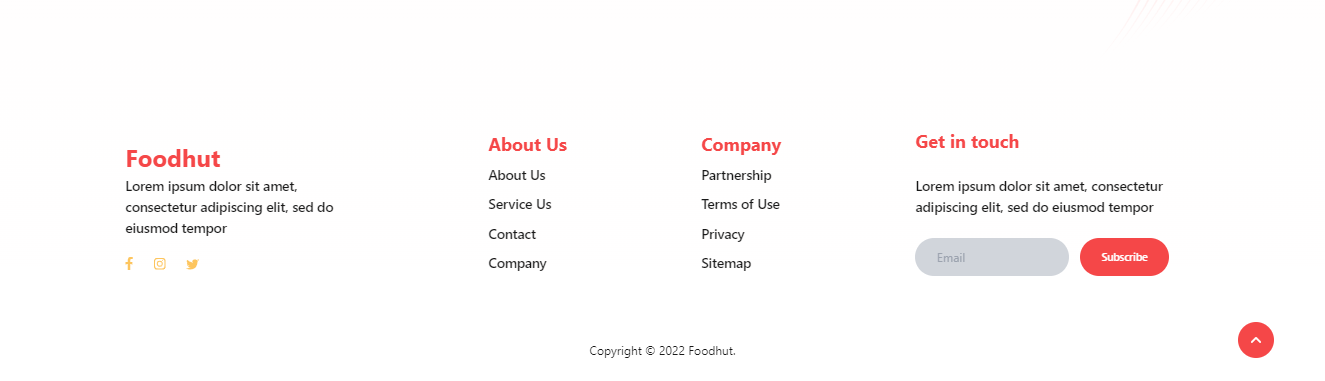 Foodhut
Lorem ipsum dolor sit amet,
consectetur adipiscing elit, sed do
eiusmod tempor
About Us
About Us
Service Us
Contact
Company
Company
Partnership
Terms of Use
Privacy
Sitemap
Get in touch
Lorem ipsum dolor sit amet, consectetur
adipiscing elit, sed do eiusmod tempor
Email
Subscribe
Copyright © 2022 Foodhut.